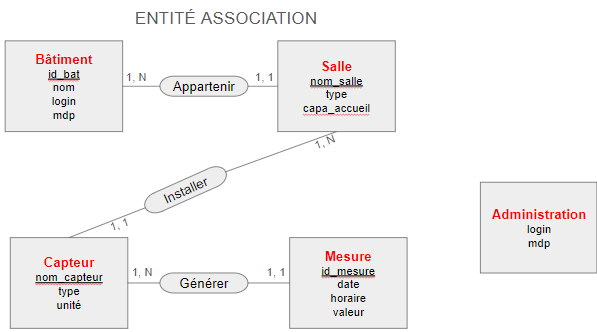 ENTITÉ ASSOCIATION
Bâtiment
id_bat
nom
login
mdp
1, N
Appartenir
1, 1
Salle
nom_salle
type
capa_accueil
1, N
Installer
1, 1
Administration
login
mdp
Capteur
nom_capteur
type
unité
1, N
Générer
1, 1
Mesure
id_mesure
date
horaire
valeur